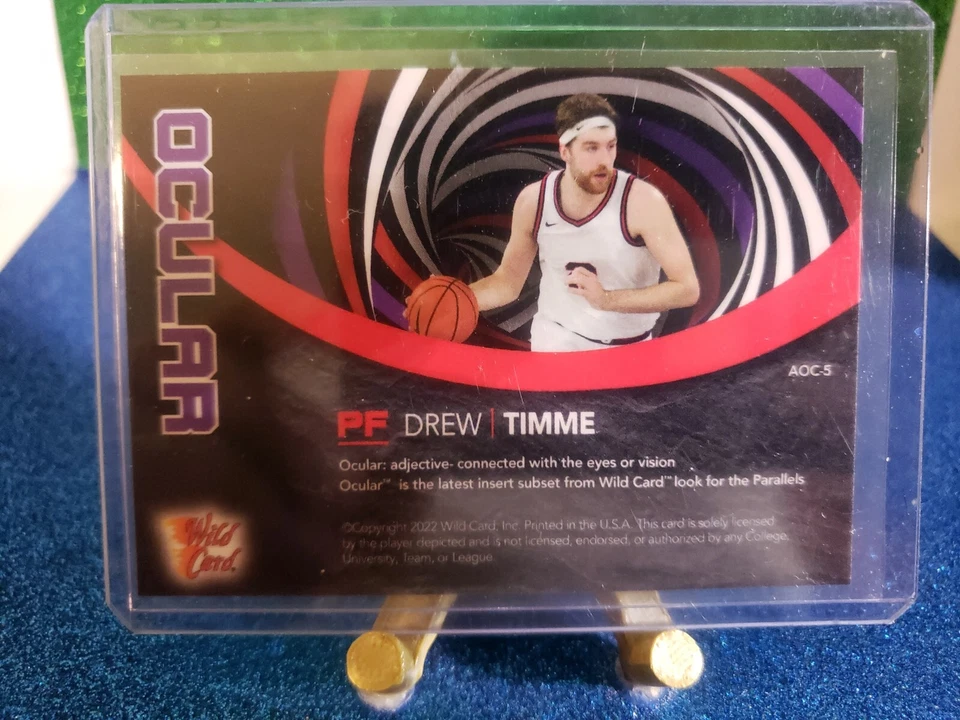 OCULAR
AOC-5
PF DREW | TIMME
Ocular: adjective- connected with the eyes or vision
Ocular™ is the latest insert subset from Wild Card™ look for the Parallels
©Copyright 2022 Wild Card, Inc. Printed in the U.S.A. This card is solely licensed
by the player depicted and is not licensed, endorsed, or authorized by any College,
University, Team, or League.
Wild
Card.